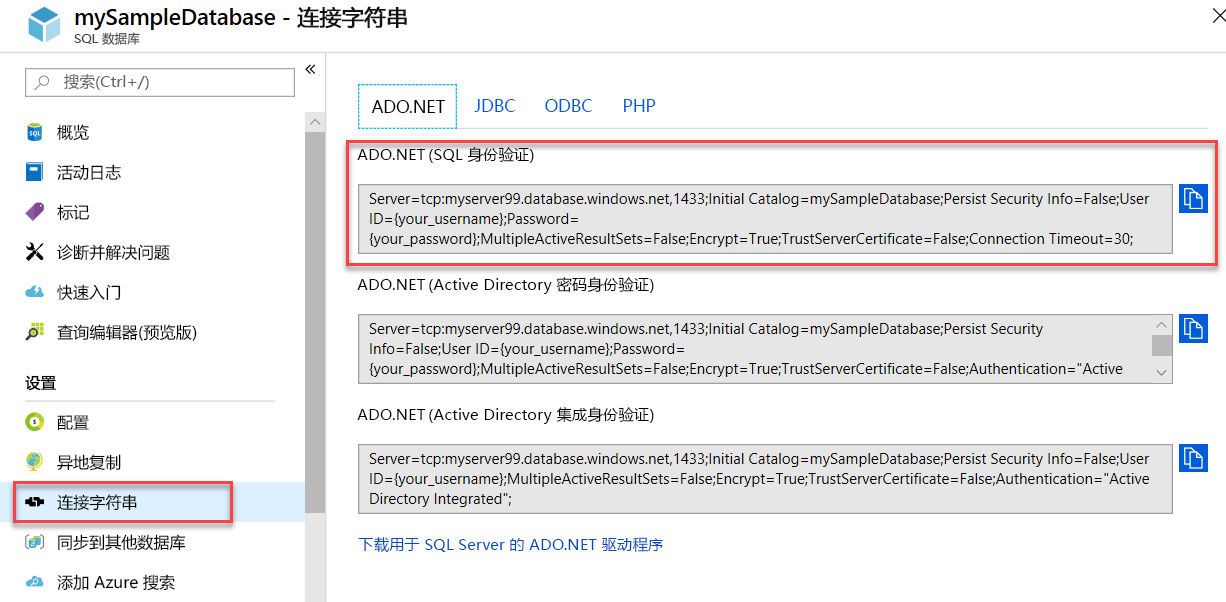 mySampleDatabase - 连接字符串
SQL 数据库
搜索(Ctrl+/)
概览
活动日志
标记
诊断并解决问题
快速入门
查询编辑器(预览版)
设置
配置
异地复制
连接字符串
同步到其他数据库
添加 Azure 搜索
ADO.NET JDBC ODBC PHP
ADO.NET (SQL 身份验证)
Server=tcp:myserver99.database.windows.net,1433;Initial Catalog=mySampleDatabase;Persist Security Info=False;User
ID={your_username};Password=
{your_password};MultipleActiveResultSets=False;Encrypt=True;TrustServerCertificate=False;Connection Timeout=30;
ADO.NET (Active Directory 密码身份验证)
Server=tcp:myserver99.database.windows.net,1433;Initial Catalog=mySampleDatabase;Persist Security
Info=False;User ID={your_username};Password=
{your_password};MultipleActiveResultSets=False;Encrypt=True;TrustServerCertificate=False;Authentication="Active
ADO.NET (Active Directory 集成身份验证)
Server=tcp:myserver99.database.windows.net,1433;Initial Catalog=mySampleDatabase;Persist Security Info=False;User
ID={your_username};MultipleActiveResultSets=False;Encrypt=True;TrustServerCertificate=False;Authentication="Active
Directory Integrated";
下载用于 SQL Server 的 ADO.NET 驱动程序